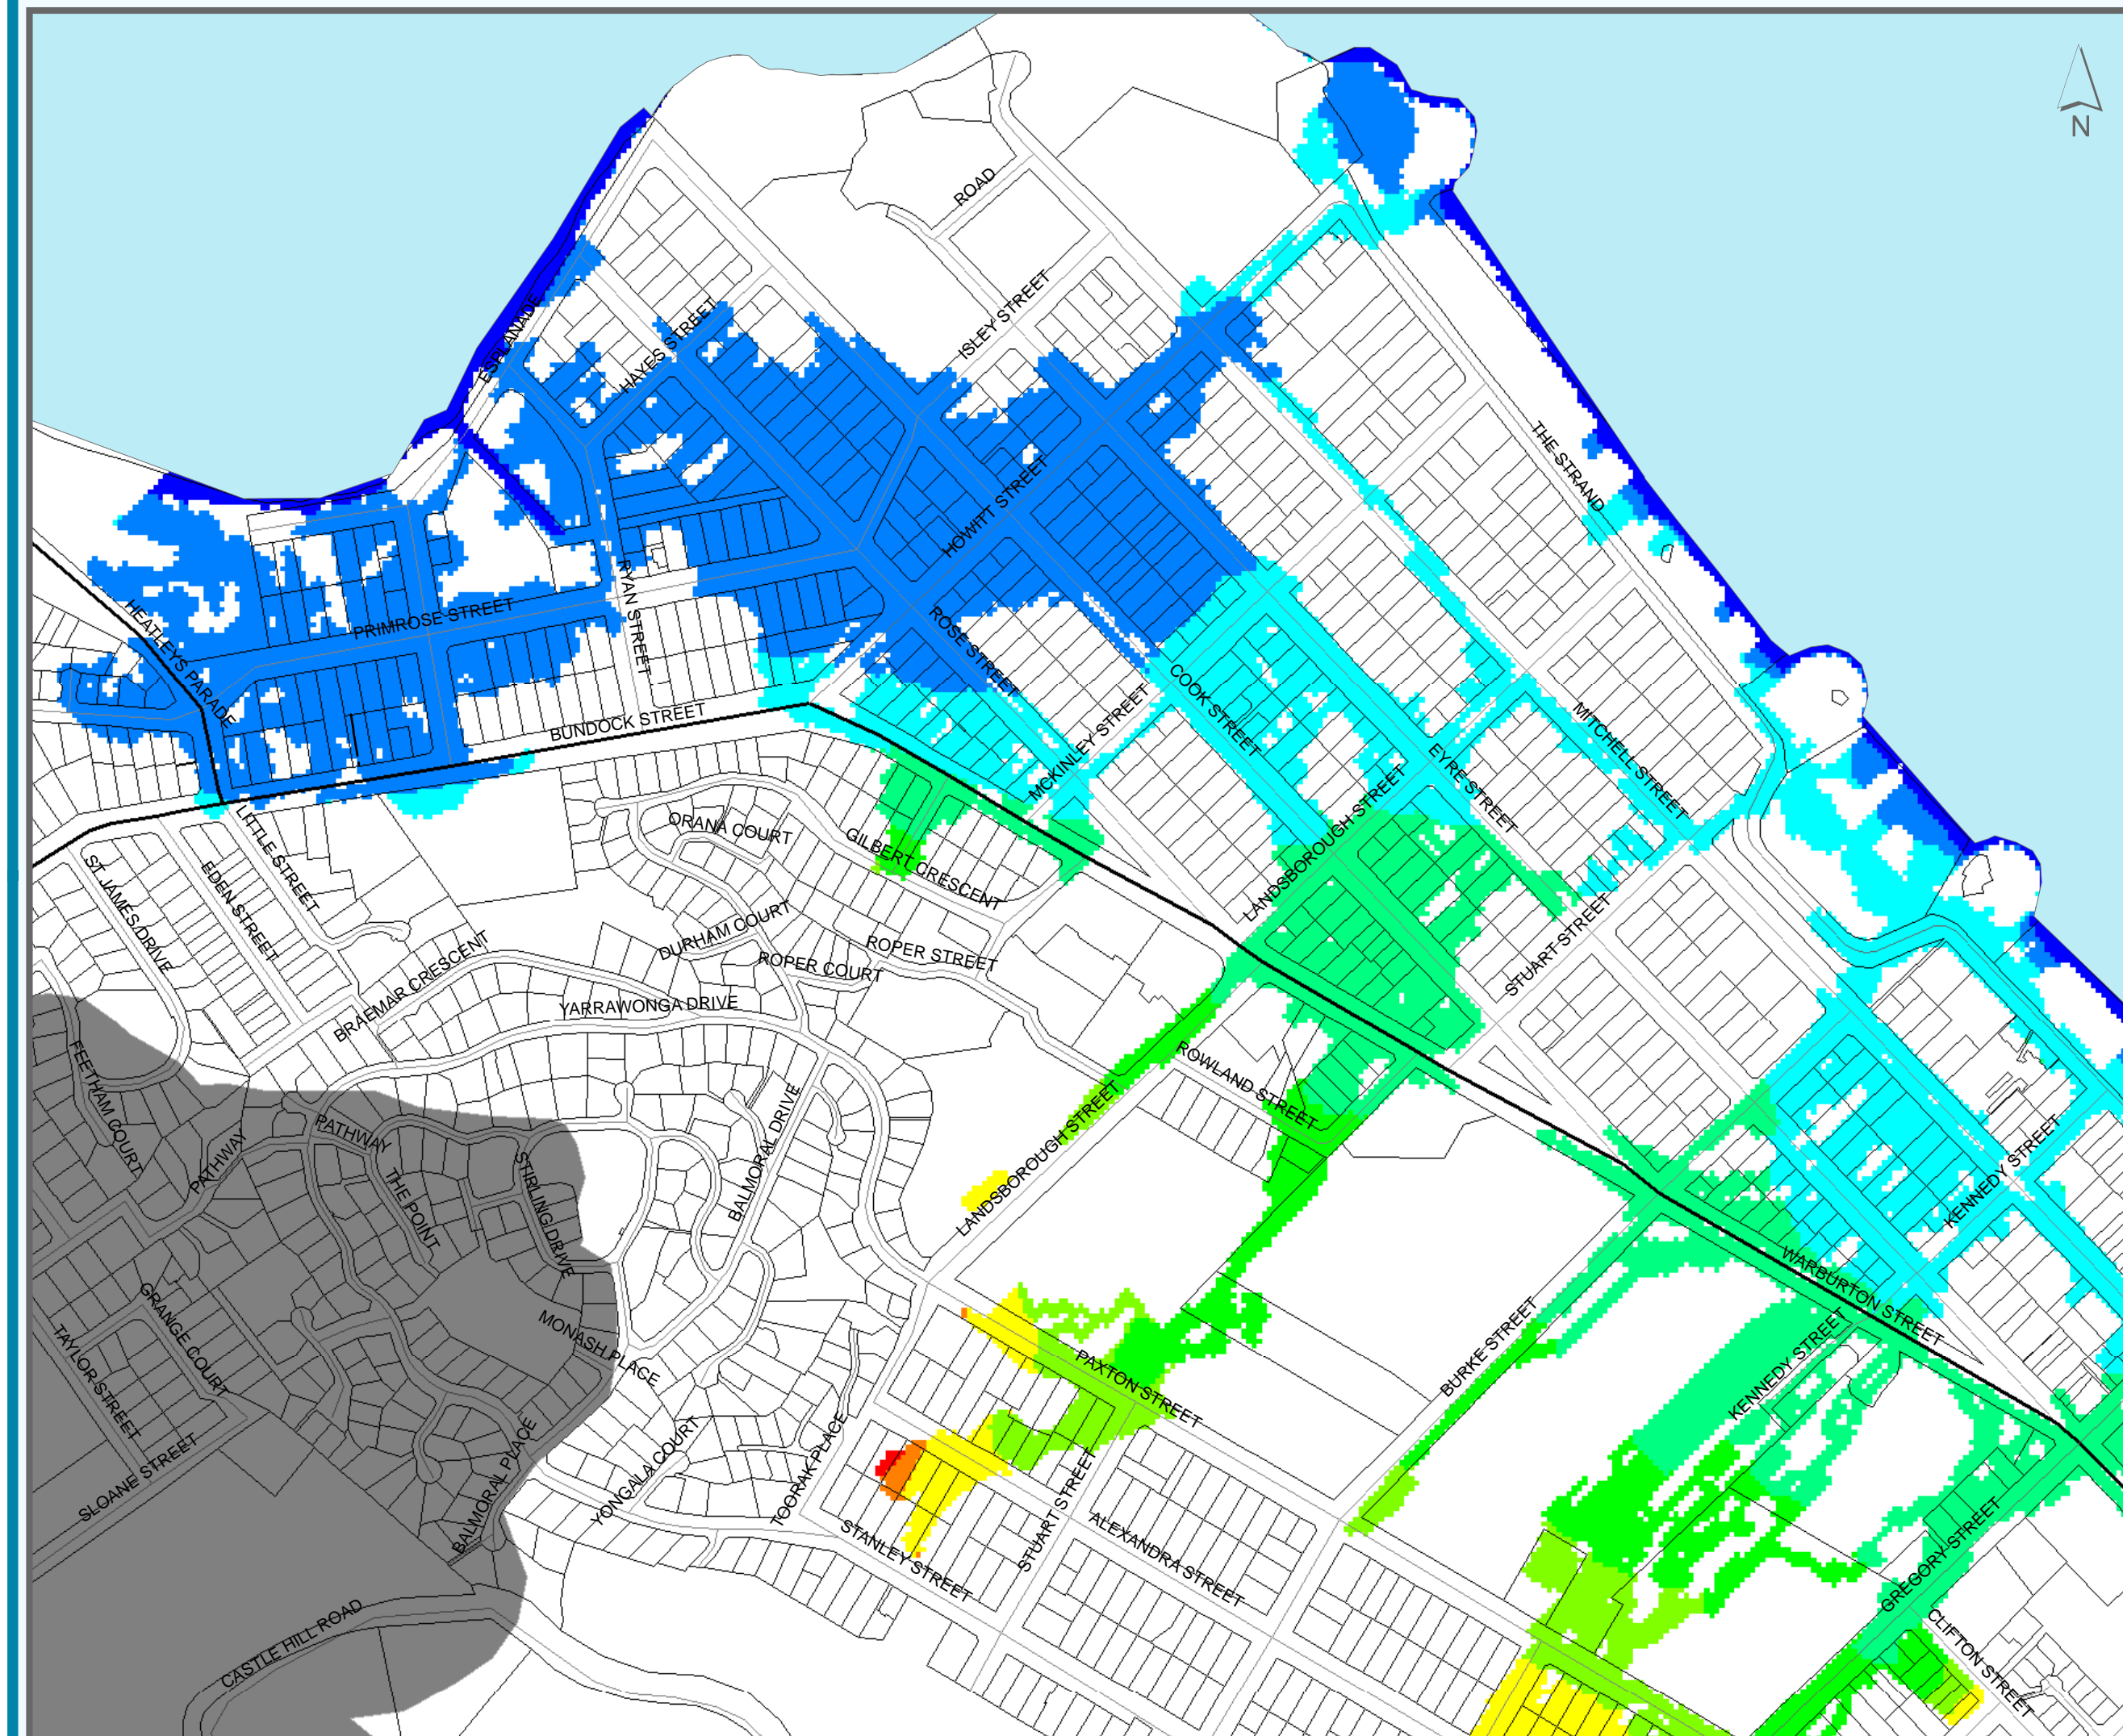 N
ROAD
ISLEY STREET
ESPLANADE
HAYES STREET
THE STRAND
HOWITT STREET
RYAN STREET
PRIMROSE STREET
HEATLEYS PARADE
ROSE STREET
COOK STREET
MCKINLEY STREET
BUNDOCK STREET
MITCHELL STREET
EYRE STREET
LANDSBOROUGH STREET
LITTLE STREET
ORANA COURT
GILBERT CRESCENT
ST JAMES DRIVE
EDEN STREET
STUART STREET
DURHAM COURT
ROPER STREET
ROPER COURT
BRAEMAR CRESCENT
YARRAWONGA DRIVE
FEETHAM COURT
ROWLAND STREET
LANDSBOROUGH STREET
PATHWAY
PATHWAY
BALMORAL DRIVE
THE POINT
STIRLING DRIVE
KENNEDY STREET
WARBURTON STREET
GRANGE COURT
MONASH PLACE
TAYLOR STREET
PAXTON STREET
BURKE STREET
KENNEDY STREET
SLOANE STREET
BALMORAL PLACE
YONGALA COURT
TOORAK PLACE
STUART STREET
STANLEY STREET
ALEXANDRA STREET
GREGORY STREET
CLIFTON STREET
CASTLE HILL ROAD